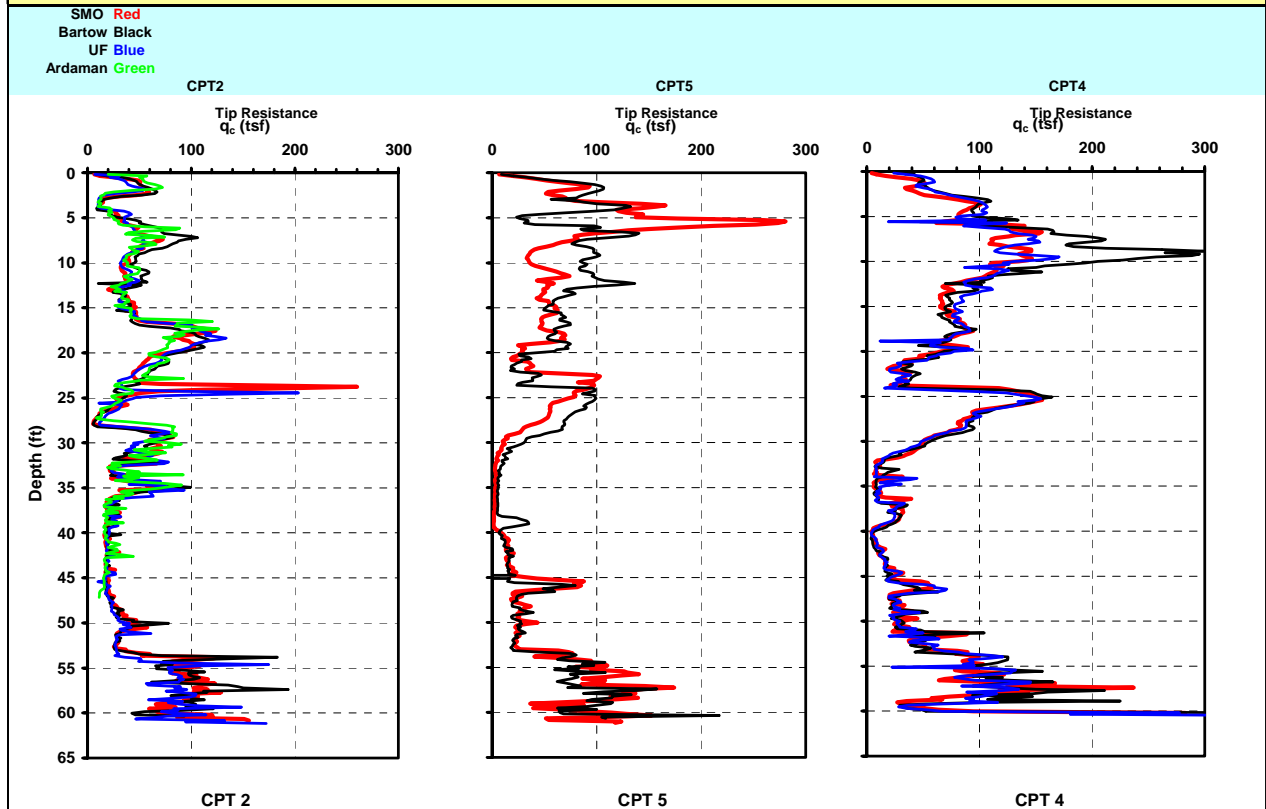 SMO Red
Bartow Black
UF Blue
Ardaman Green
CPT2 CPT5 CPT4
Tip Resistance Tip Resistance Tip Resistance
qc (tsf) qc (tsf) qc (tsf)
0 100 200 300 0 100 200 300 0 100 200 300
0
5
10
15
20
25
30
35
40
45
50
55
60
65
Depth (ft)
CPT 2 CPT 5 CPT 4